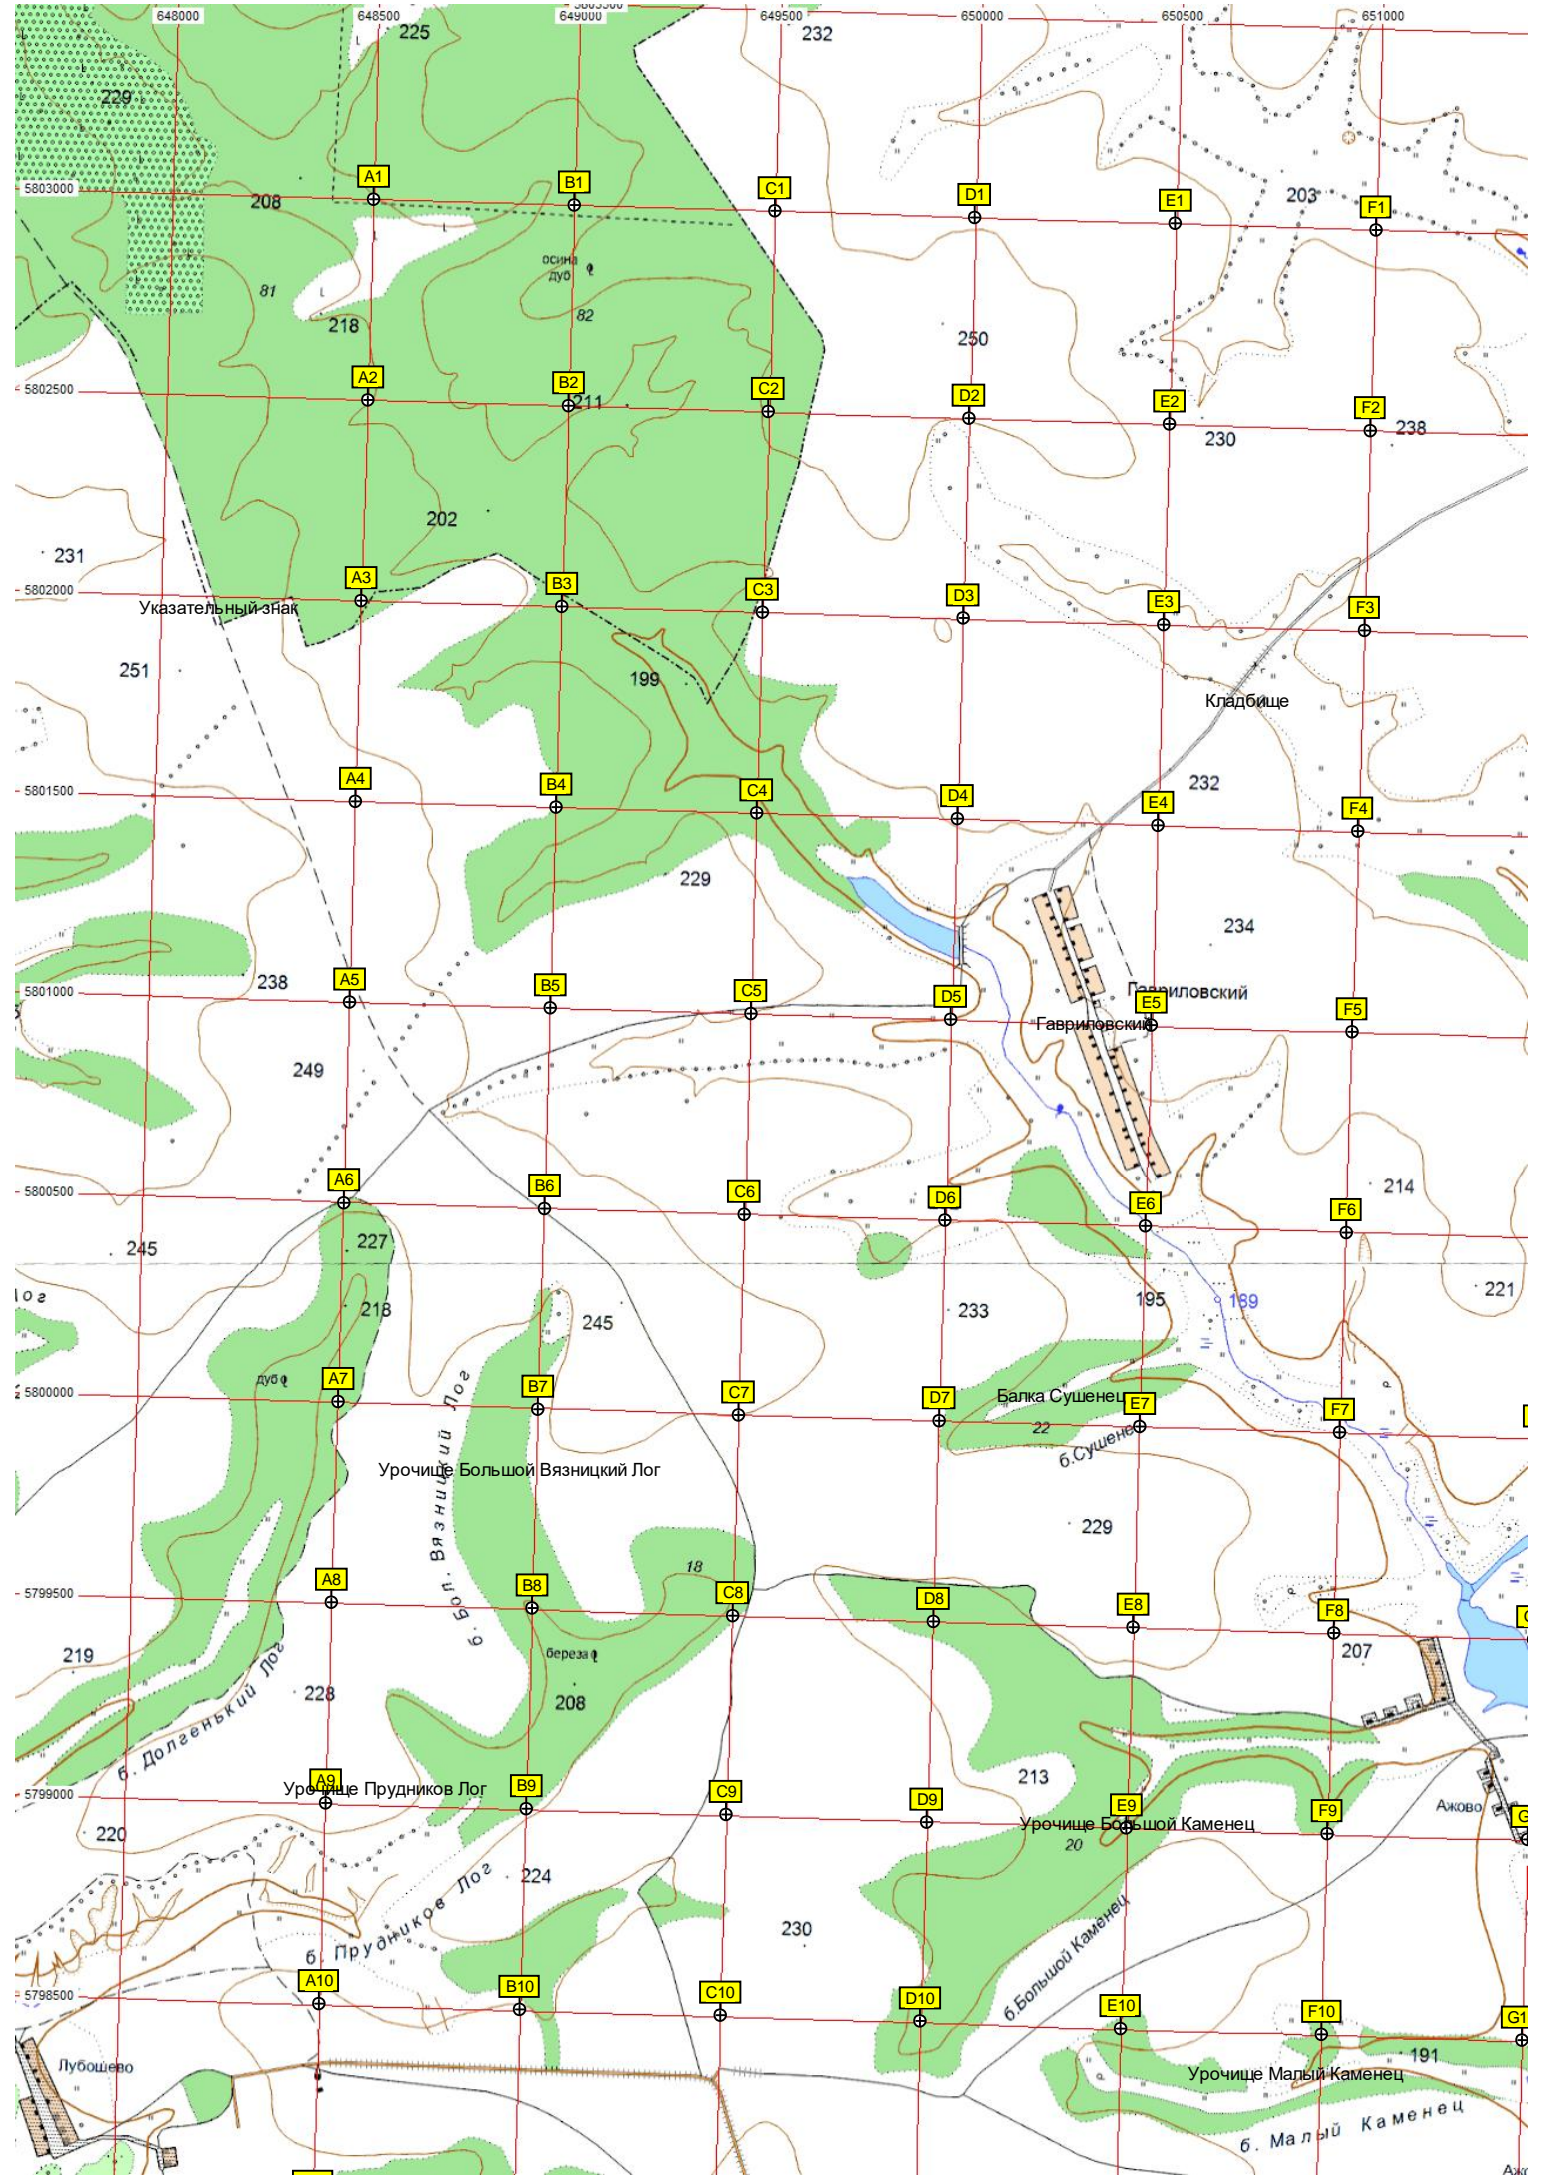 648000 648500 649000 649500 650000 650500 651000
225
232
229
5803000
A1
B1
C1
D1
E1
F1
208
203
осина
дуб
81
82
218
250
5802500
A2
B2
C2
D2
E2
F2
211
230
238
202
231
5802000
A3
B3
C3
D3
E3
F3
Указательный знак
251
199
Кладбище
5801500
A4
B4
C4
D4
E4
F4
232
229
234
238
5801000
A5
B5
C5
D5
E5
F5
Гавриловский
Гавриловский
249
5800500
A6
B6
C6
D6
E6
F6
214
245
227
218
245
233
195
189
221
дуб
5800000
A7
B7
C7
D7
E7
F7
Балка Сушенец
22
б.Сушенец
Урочище Большой Вязницкий Лог
б. Бол. Вязницкий Лог
229
18
5799500
A8
B8
C8
D8
E8
F8
219
береза
207
228
208
б. Долгенький Лог
213
5799000
A9
B9
C9
D9
E9
F9
Урочище Прудников Лог
Урочище Большой Каменец
Ажово
220
20
224
230
б. Прудников Лог
б.Большой Каменец
5798500
A10
B10
C10
D10
E10
F10
G1
Лубошево
191
Урочище Малый Каменец
б. Малый Каменец